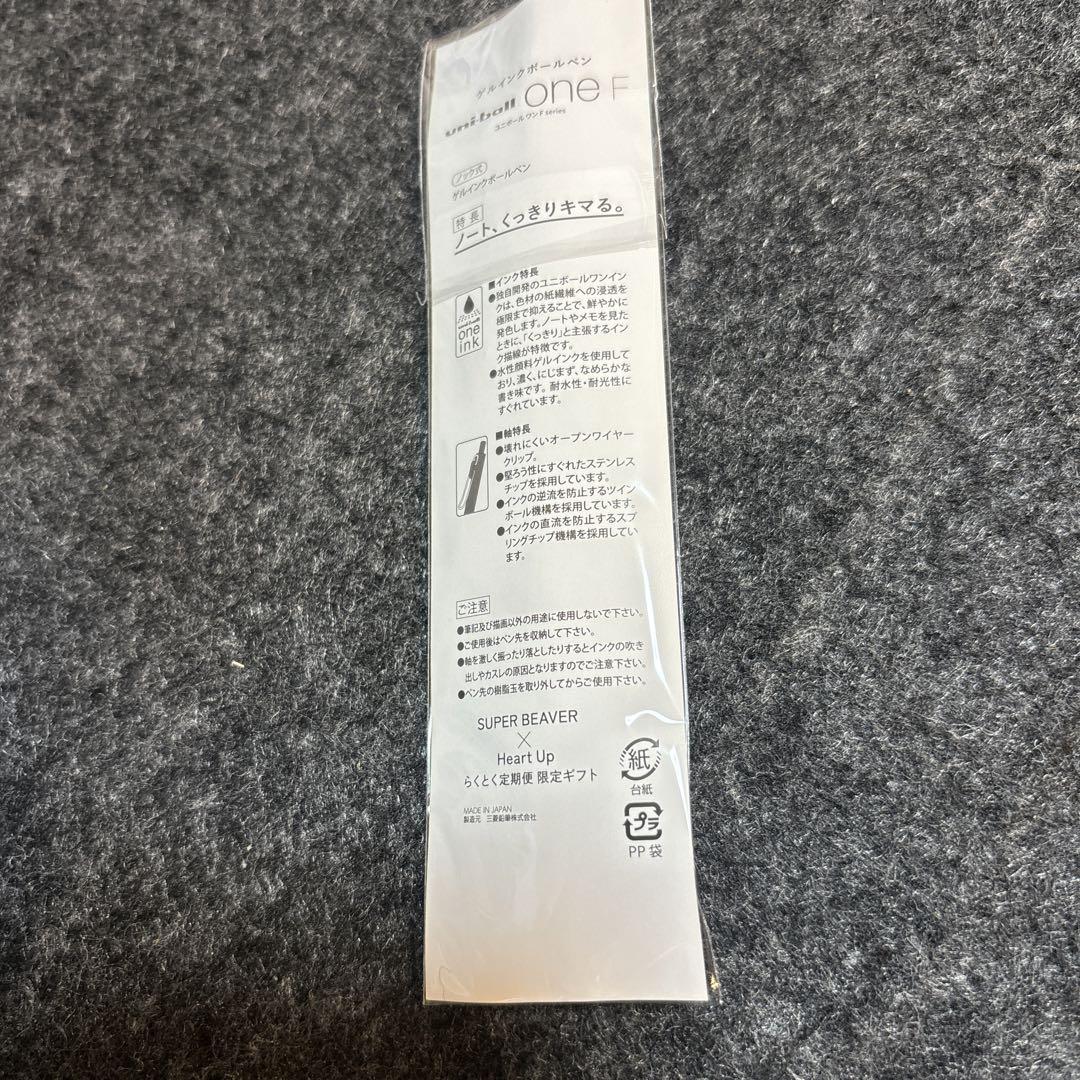 ゲルインクボールペン
uni-ball one F
ユニボール ワン F series
ノック式
ゲルインクボールペン
特長
ノート、くっきりキマる。
■インク特長
uni-ball
one
ink
●独自開発のユニボールワンイン
クは、色材の紙繊維への浸透を
極限まで抑えることで、鮮やかに
発色します。ノートやメモを見た
ときに、「くっきり」と主張するイン
ク描線が特徴です。
●水性顔料ゲルインクを使用して
おり、濃く、にじまず、なめらかな
書き味です。耐水性・耐光性に
すぐれています。
■軸特長
●壊れにくいオープンワイヤー
クリップ。
●堅ろう性にすぐれたステンレス
チップを採用しています。
●インクの逆流を防止するツイン
ボール機構を採用しています。
●インクの直流を防止するスプ
リングチップ機構を採用してい
ます。
ご注意
●筆記及び描画以外の用途に使用しないで下さい。
●ご使用後はペン先を収納して下さい。
●軸を激しく振ったり落としたりするとインクの吹き
出しやカスレの原因となりますのでご注意下さい。
●ペン先の樹脂玉を取り外してからご使用下さい。
SUPER BEAVER
×
Heart Up
らくとく定期便 限定ギフト
MADE IN JAPAN
製造元 三菱鉛筆株式会社
紙
台紙
プラ
PP 袋